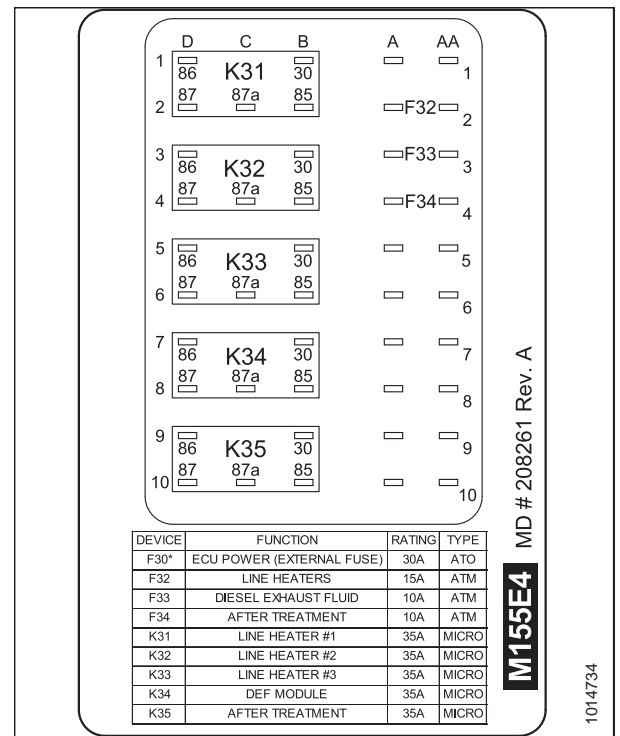 D C B A AA
1 86 K31 30 1
2 87 87a 85 F32 2
3 86 K32 30 F33 3
4 87 87a 85 F34 4
5 86 K33 30 5
6 87 87a 85 6
7 86 K34 30 7
8 87 87a 85 8
9 86 K35 30 9
10 87 87a 85 10
DEVICE FUNCTION RATING TYPE
F30* ECU POWER (EXTERNAL FUSE) 30A ATO
F32 LINE HEATERS 15A ATM
F33 DIESEL EXHAUST FLUID 10A ATM
F34 AFTER TREATMENT 10A ATM
K31 LINE HEATER #1 35A MICRO
K32 LINE HEATER #2 35A MICRO
K33 LINE HEATER #3 35A MICRO
K34 DEF MODULE 35A MICRO
K35 AFTER TREATMENT 35A MICRO
M155E4 MD # 208261 Rev. A
1014734